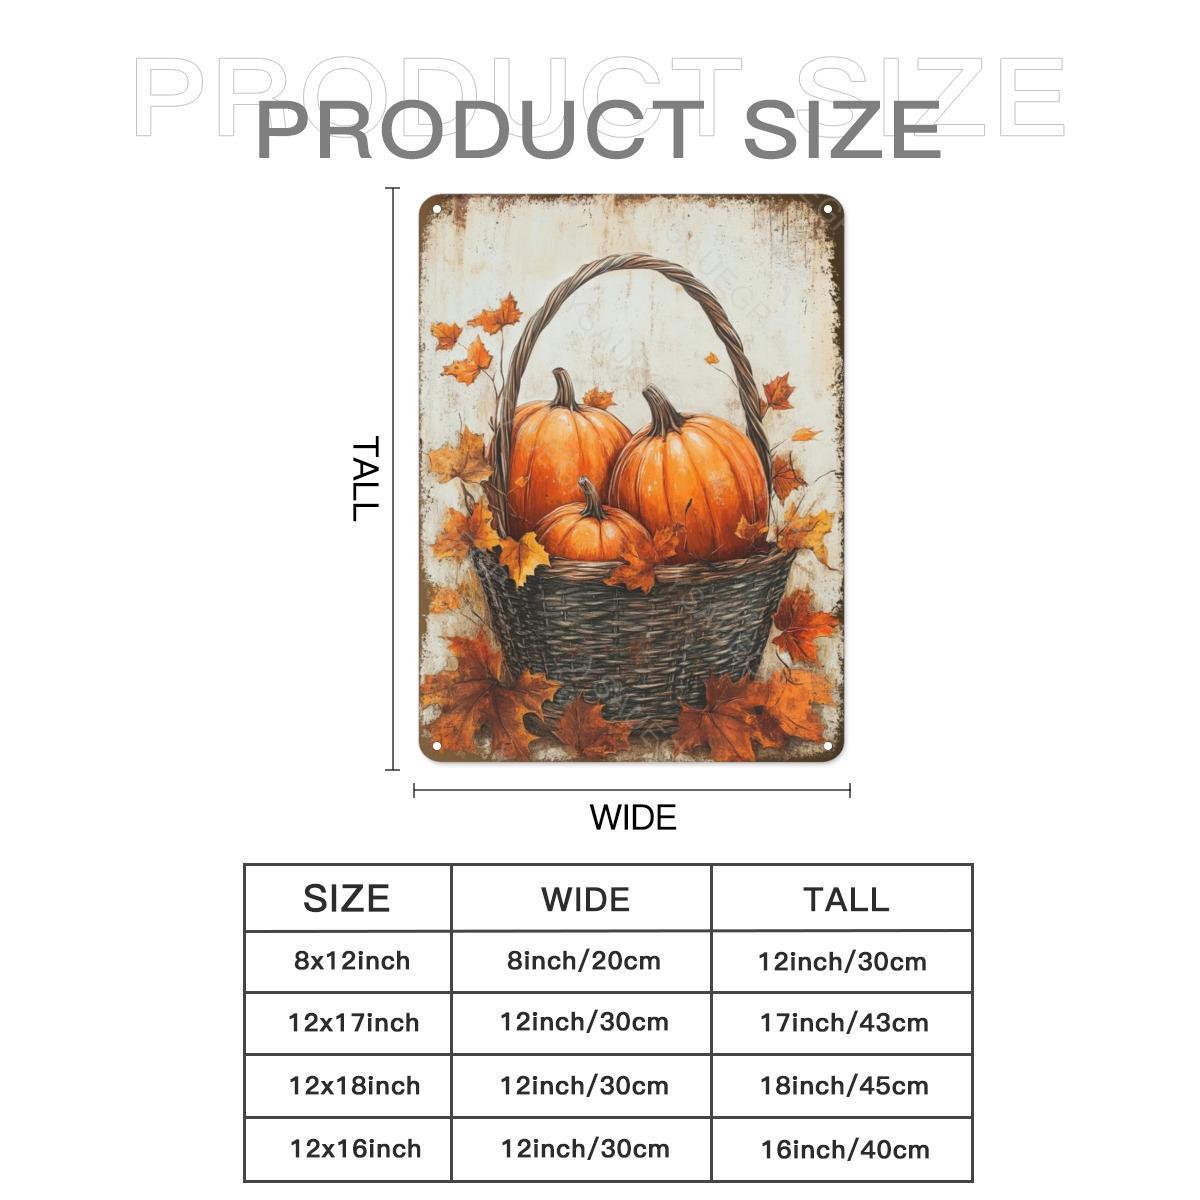 PRODUCT SIZE
PRODUCT SIZE
TALL
WIDE
SIZE WIDE TALL
8x12inch 8inch/20cm 12inch/30cm
12x17inch 12inch/30cm 17inch/43cm
12x18inch 12inch/30cm 18inch/45cm
12x16inch 12inch/30cm 16inch/40cm